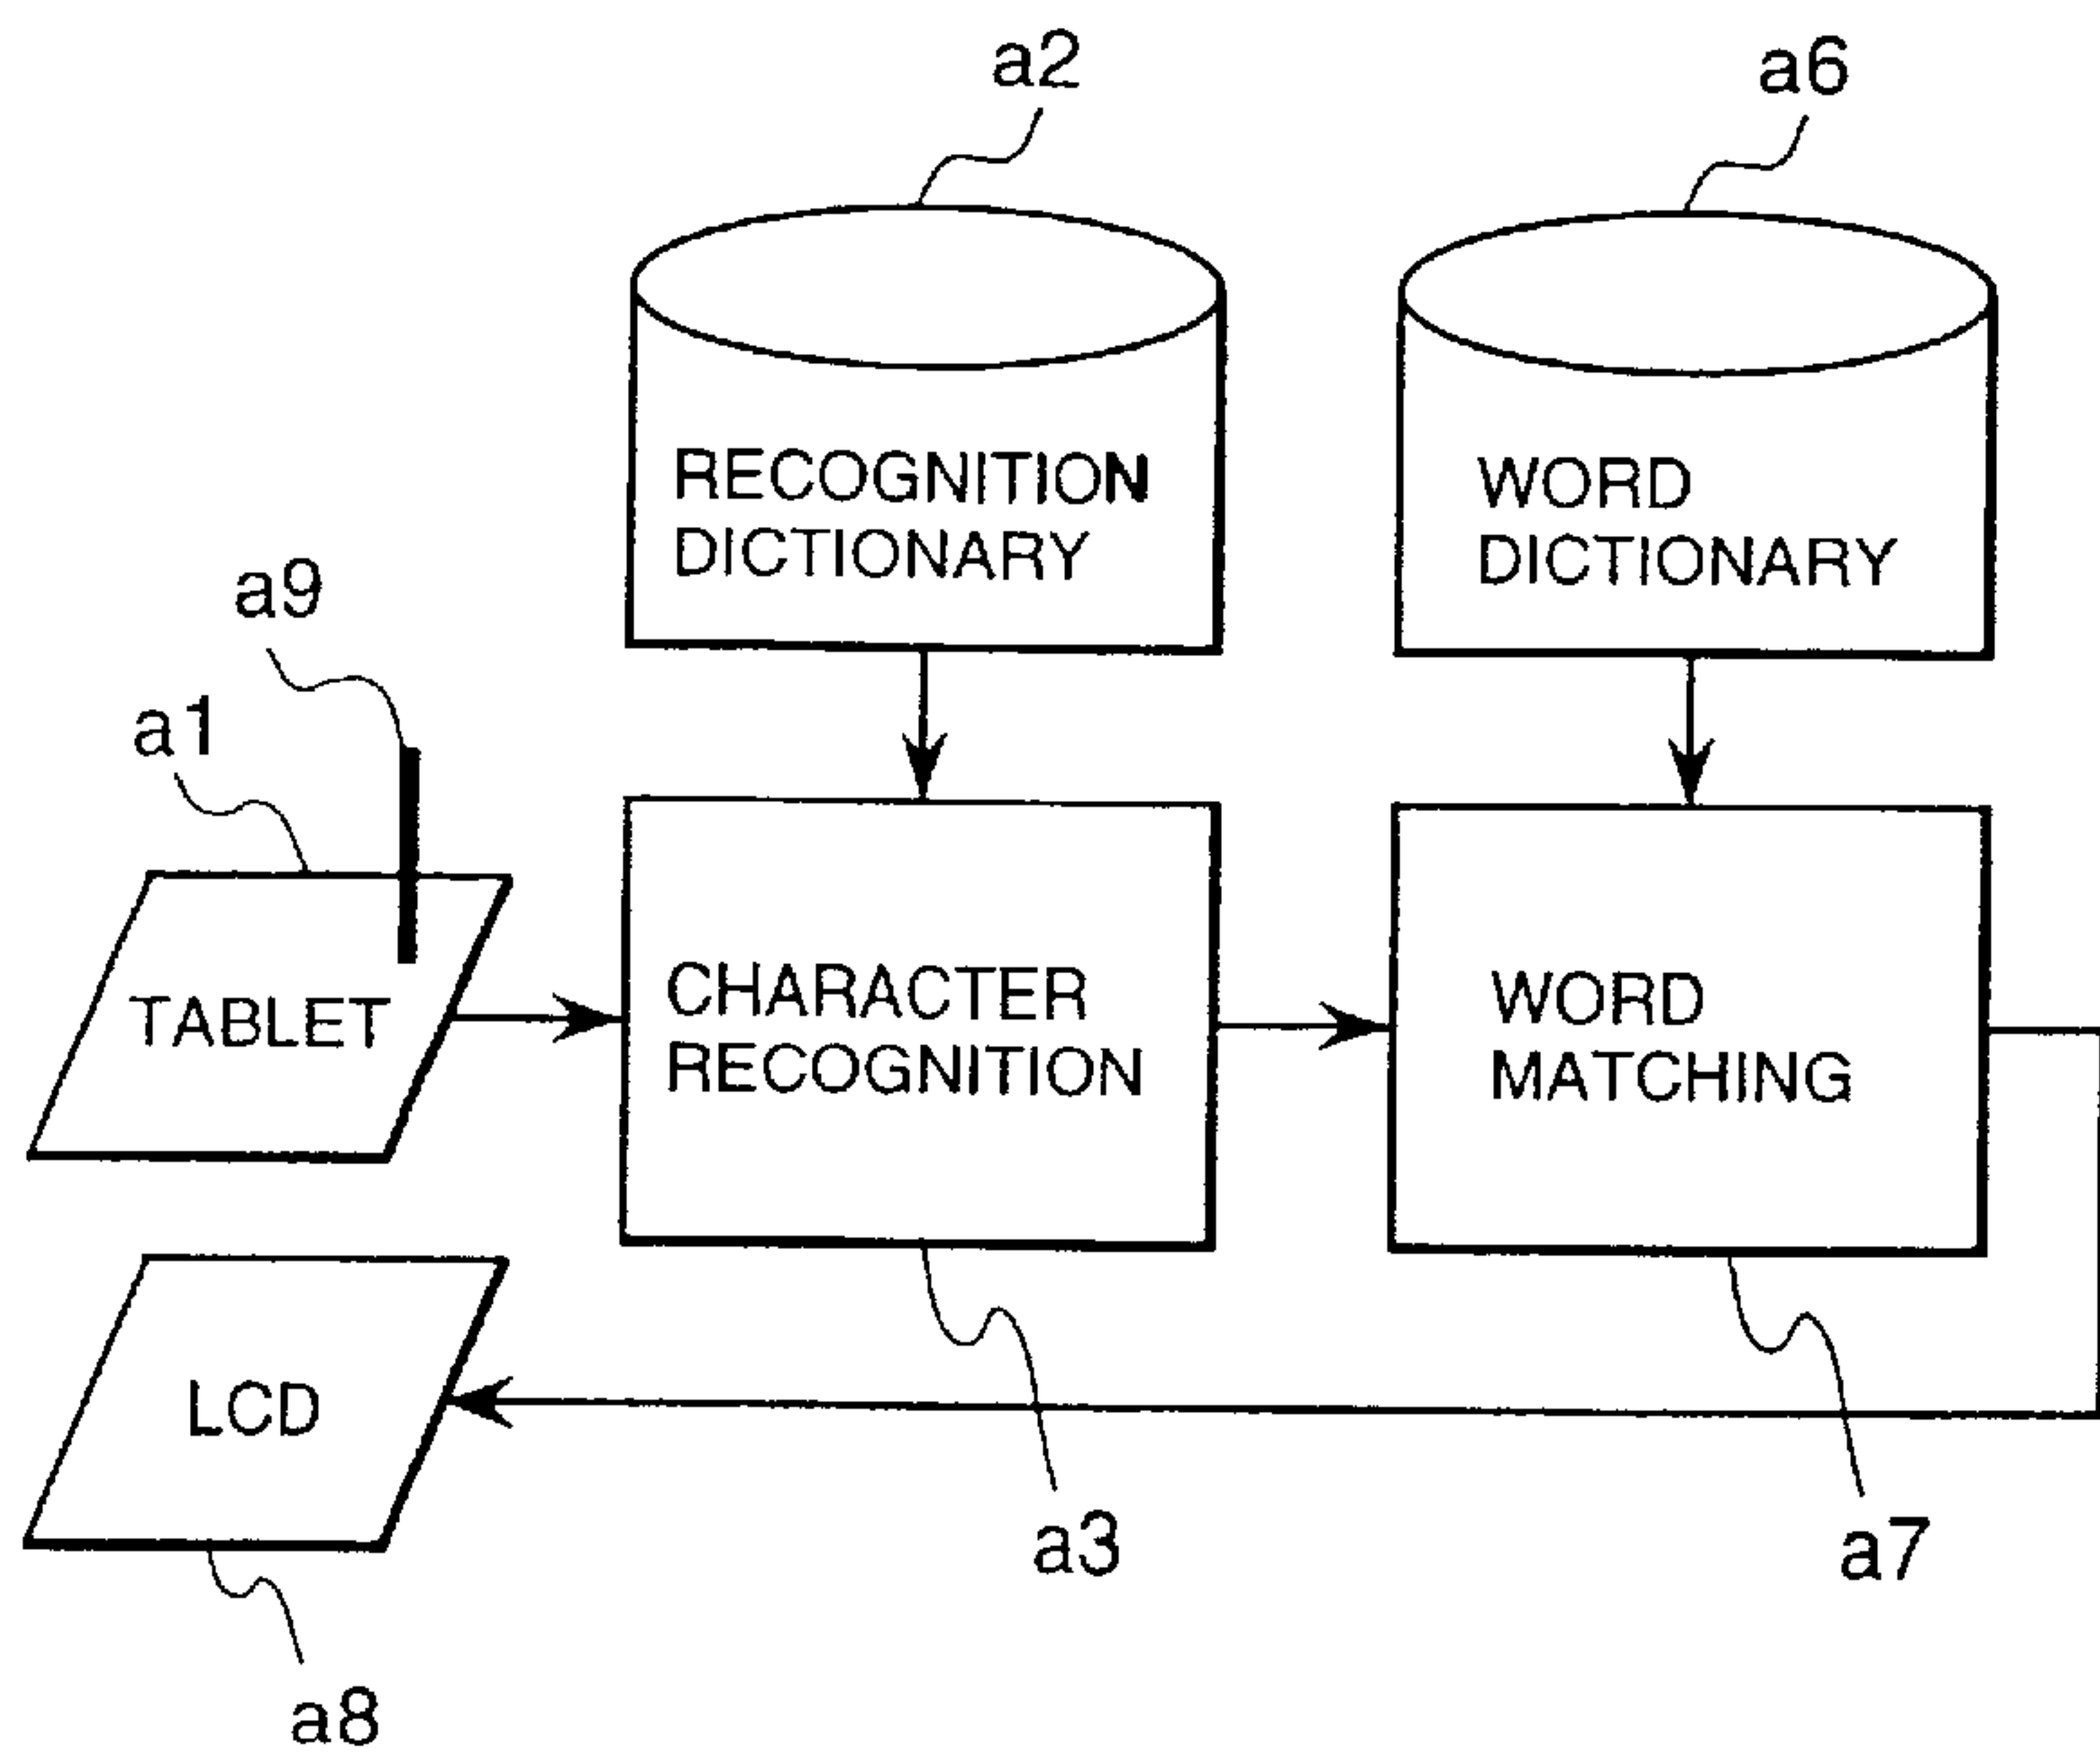 a2
a6
RECOGNITION
DICTIONARY
WORD
DICTIONARY
a9
a1
TABLET
CHARACTER
RECOGNITION
WORD
MATCHING
LCD
a3
a7
a8